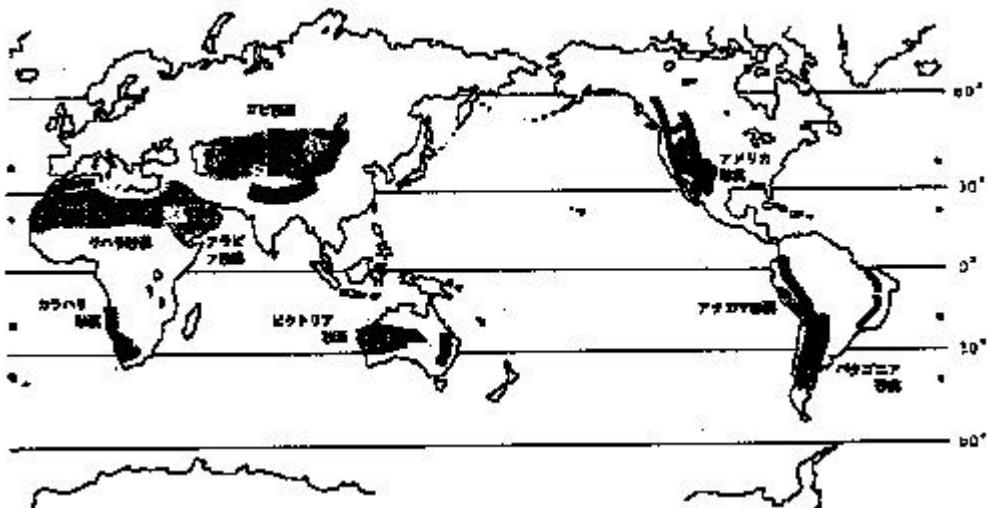 60°
ゴビ砂漠
アメリカ
砂漠
30°
サハラ砂漠
アラビ
ア砂漠
0°
カラハリ
砂漠
ビクトリア
砂漠
アタカマ砂漠
30°
パタゴニア
砂漠
60°